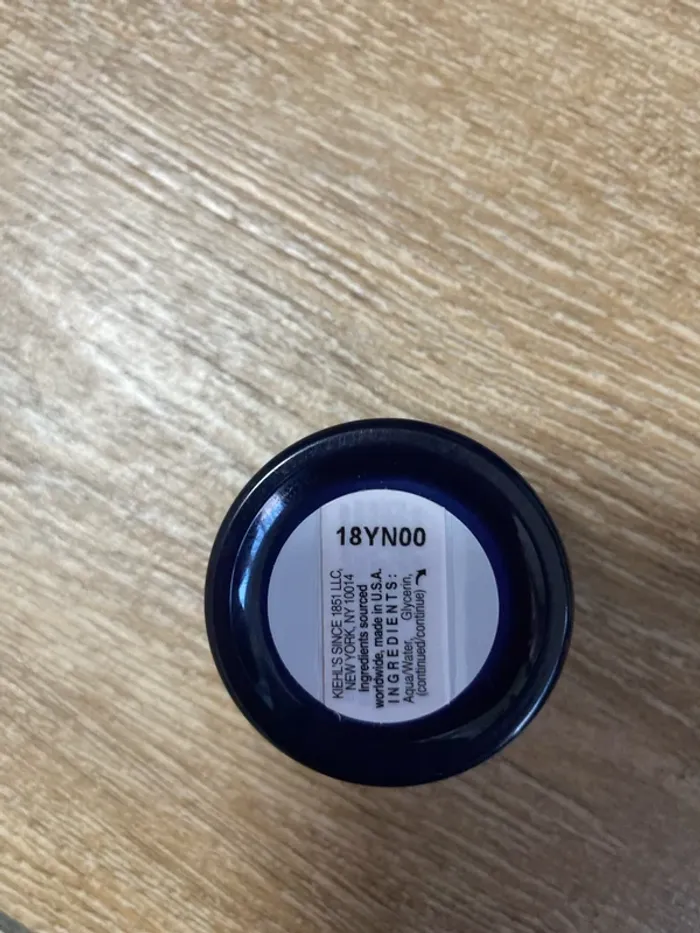 18YN00
KIEHL'S SINCE 1851 LLC,
NEW YORK, NY 10014
Ingredients sourced
worldwide, made in U.S.A.
INGREDIENTS:
Aqua/Water, Glycerin,
(continued/continue)